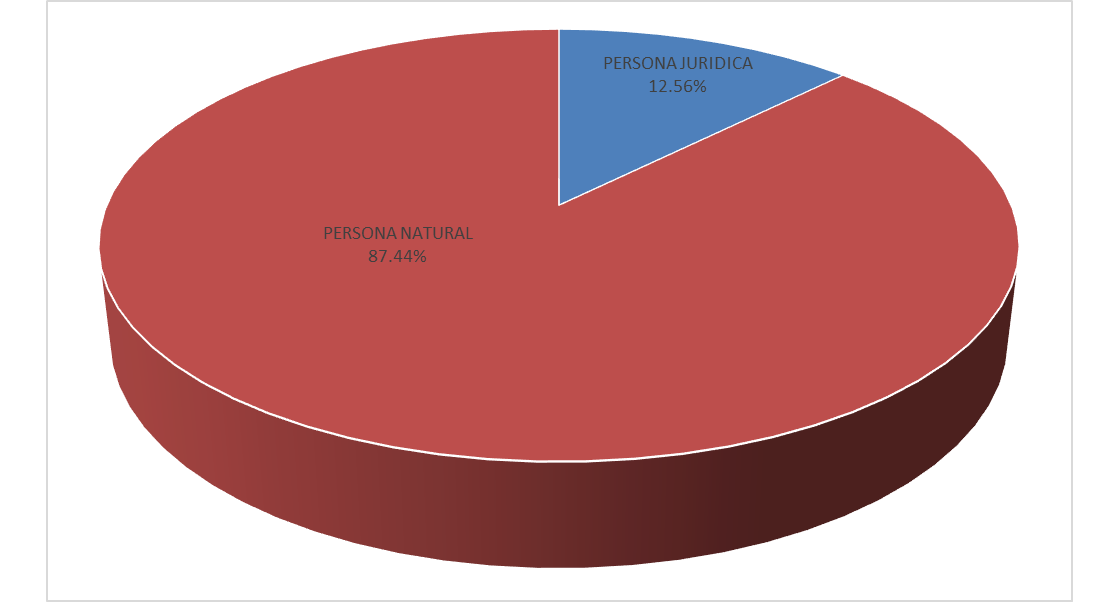 PERSONA JURIDICA
12.56%
PERSONA NATURAL
87.44%